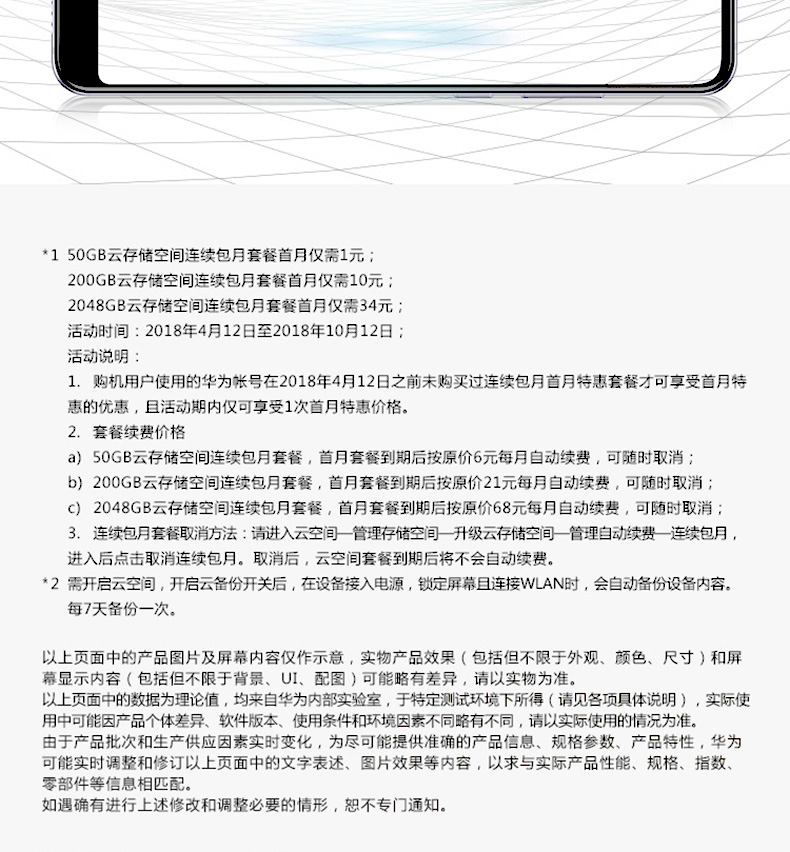 *1 50GB云存储空间连续包月套餐首月仅需1元；
200GB云存储空间连续包月套餐首月仅需10元；
2048GB云存储空间连续包月套餐首月仅需34元；
活动时间：2018年4月12日至2018年10月12日；
活动说明：
1. 购机用户使用的华为帐号在2018年4月12日之前未购买过连续包月首月特惠套餐才可享受首月特
惠的优惠，且活动期内仅可享受1次首月特惠价格。
2. 套餐续费价格
a) 50GB云存储空间连续包月套餐，首月套餐到期后按原价6元每月自动续费，可随时取消；
b) 200GB云存储空间连续包月套餐，首月套餐到期后按原价21元每月自动续费，可随时取消；
c) 2048GB云存储空间连续包月套餐，首月套餐到期后按原价68元每月自动续费，可随时取消；
3. 连续包月套餐取消方法：请进入云空间—管理存储空间—升级云存储空间—管理自动续费—连续包月，
进入后点击取消连续包月。取消后，云空间套餐到期后将不会自动续费。
*2 需开启云空间，开启云备份开关后，在设备接入电源，锁定屏幕且连接WLAN时，会自动备份设备内容。
每7天备份一次。
以上页面中的产品图片及屏幕内容仅作示意，实物产品效果（包括但不限于外观、颜色、尺寸）和屏
幕显示内容（包括但不限于背景、UI、配图）可能略有差异，请以实物为准。
以上页面中的数据为理论值，均来自华为内部实验室，于特定测试环境下所得（请见各项具体说明），实际使
用中可能因产品个体差异、软件版本、使用条件和环境因素不同略有不同，请以实际使用的情况为准。
由于产品批次和生产供应因素实时变化，为尽可能提供准确的产品信息、规格参数、产品特性，华为
可能实时调整和修订以上页面中的文字表述、图片效果等内容，以求与实际产品性能、规格、指数、
零部件等信息相匹配。
如遇确有进行上述修改和调整必要的情形，恕不专门通知。